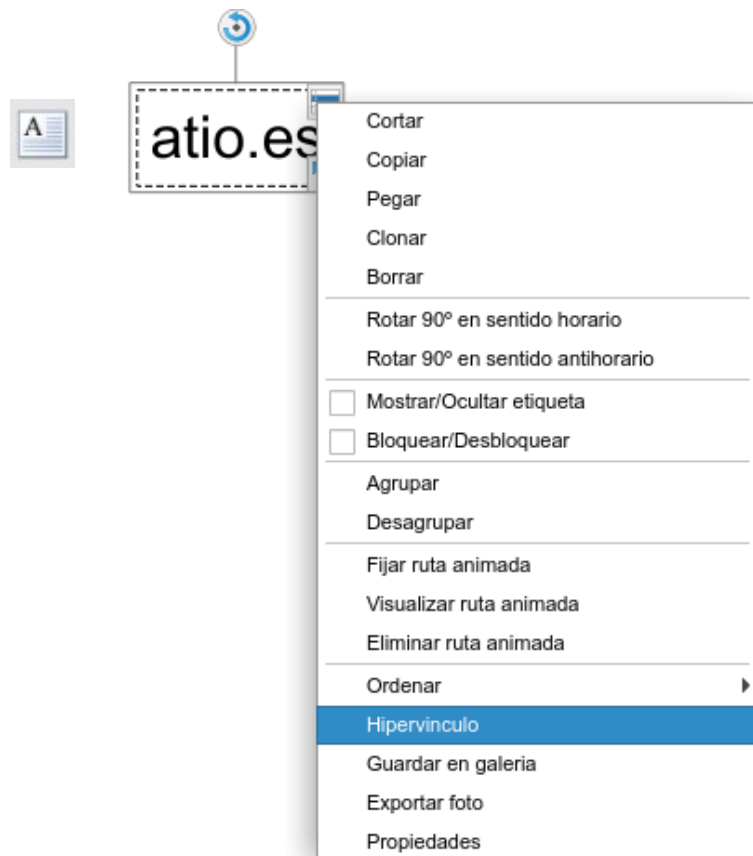 A
atio.es
Cortar
Copiar
Pegar
Clonar
Borrar
Rotar 90º en sentido horario
Rotar 90º en sentido antihorario
Mostrar/Ocultar etiqueta
Bloquear/Desbloquear
Agrupar
Desagrupar
Fijar ruta animada
Visualizar ruta animada
Eliminar ruta animada
Ordenar
Hipervinculo
Guardar en galeria
Exportar foto
Propiedades